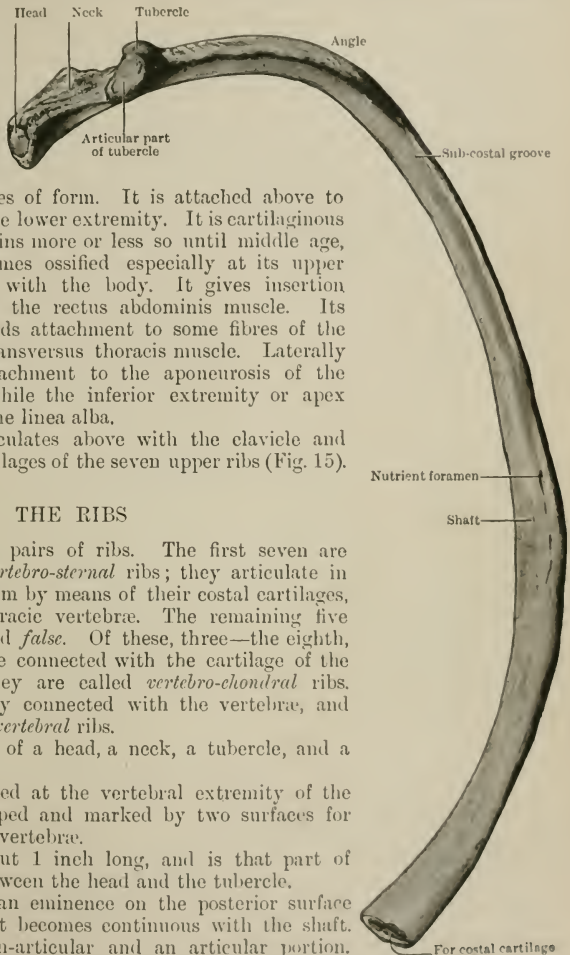 Head
Neck
Tubercle
Angle
Articular part
of tubercle
Sub-costal groove
es of form. It is attached above to
e lower extremity. It is cartilaginous
ins more or less so until middle age,
mes ossified especially at its upper
with the body. It gives insertion
the rectus abdominis muscle. Its
ds attachment to some fibres of the
ansversus thoracis muscle. Laterally
achment to the aponeurosis of the
hile the inferior extremity or apex
ne linea alba.
culates above with the clavicle and
lages of the seven upper ribs (Fig. 15).
Nutrient foramen
Shaft
THE RIBS
pairs of ribs. The first seven are
rtebro-sternal ribs; they articulate in
m by means of their costal cartilages,
racic vertebræ. The remaining five
d false. Of these, three—the eighth,
e connected with the cartilage of the
ey are called vertebro-chondral ribs.
y connected with the vertebræ, and
vertebral ribs.
of a head, a neck, a tubercle, and a
ed at the vertebral extremity of the
ped and marked by two surfaces for
vertebræ.
ut 1 inch long, and is that part of
ween the head and the tubercle.
an eminence on the posterior surface
t becomes continuous with the shaft.
n-articular and an articular portion.
For costal cartilage